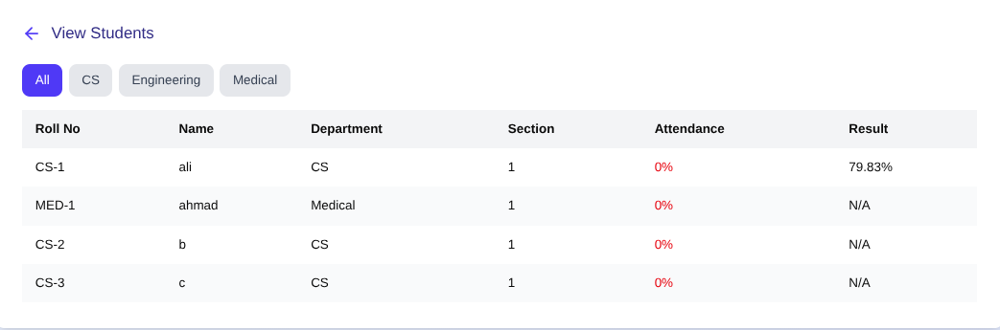 View Students
All CS Engineering Medical
Roll No Name Department Section Attendance Result
CS-1 ali CS 1 0% 79.83%
MED-1 ahmad Medical 1 0% N/A
CS-2 b CS 1 0% N/A
CS-3 c CS 1 0% N/A